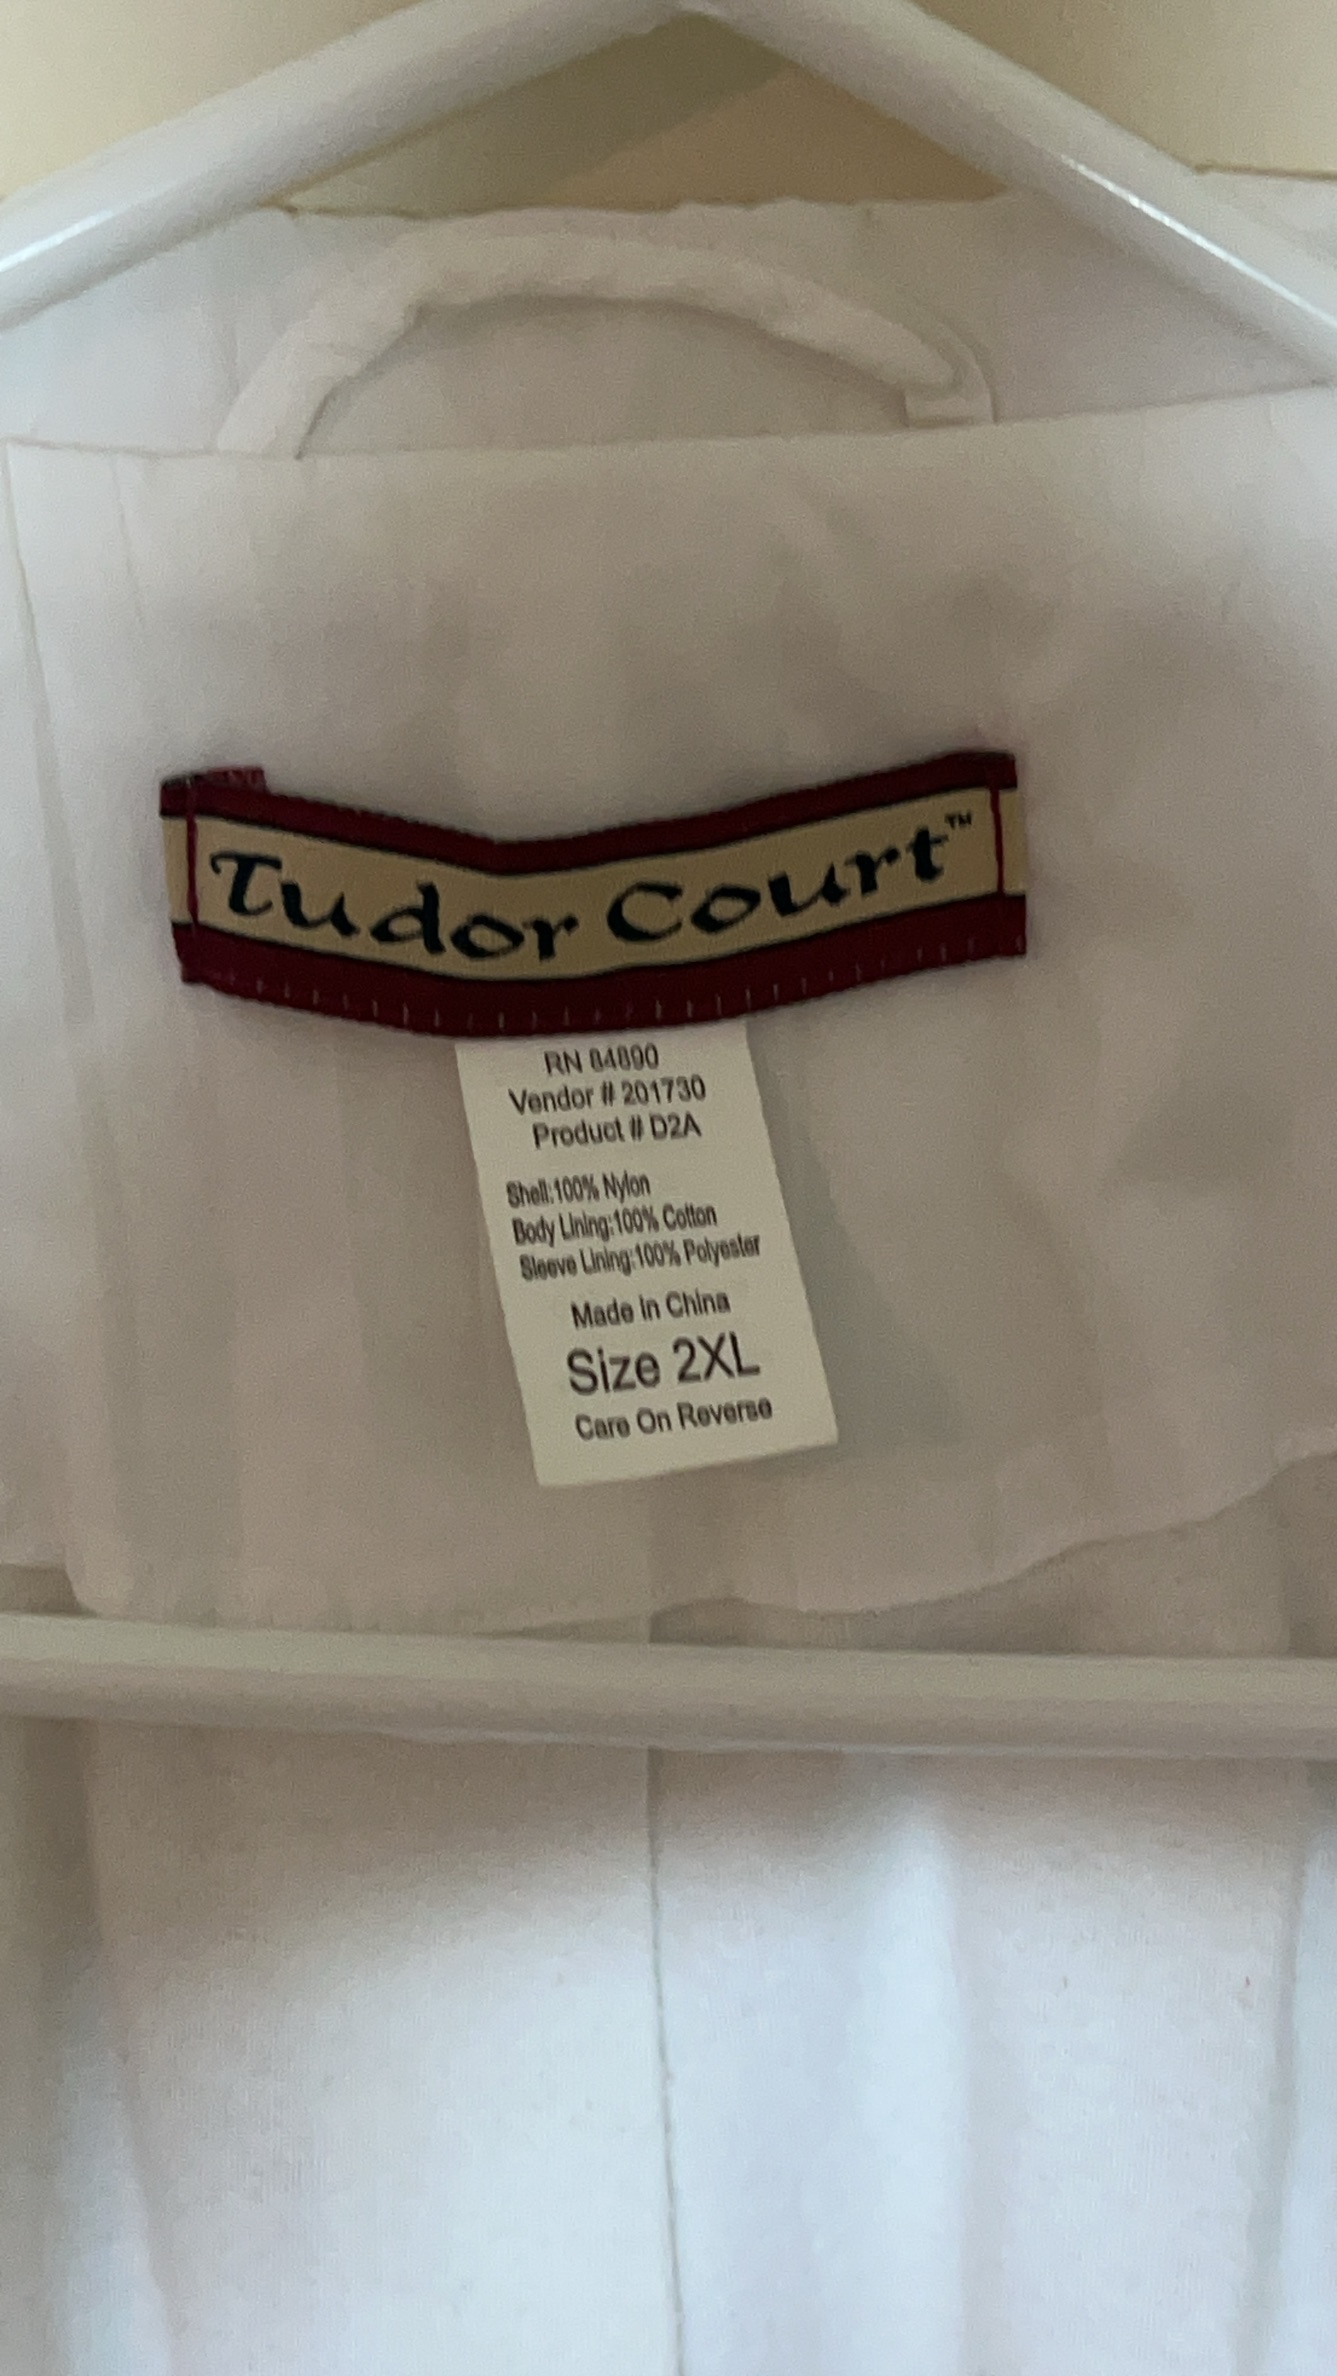 Tudor Court™
RN 84890
Vendor # 201730
Product # D2A
Shell:100% Nylon
Body Lining:100% Cotton
Sleeve Lining:100% Polyester
Made in China
Size 2XL
Care On Reverse